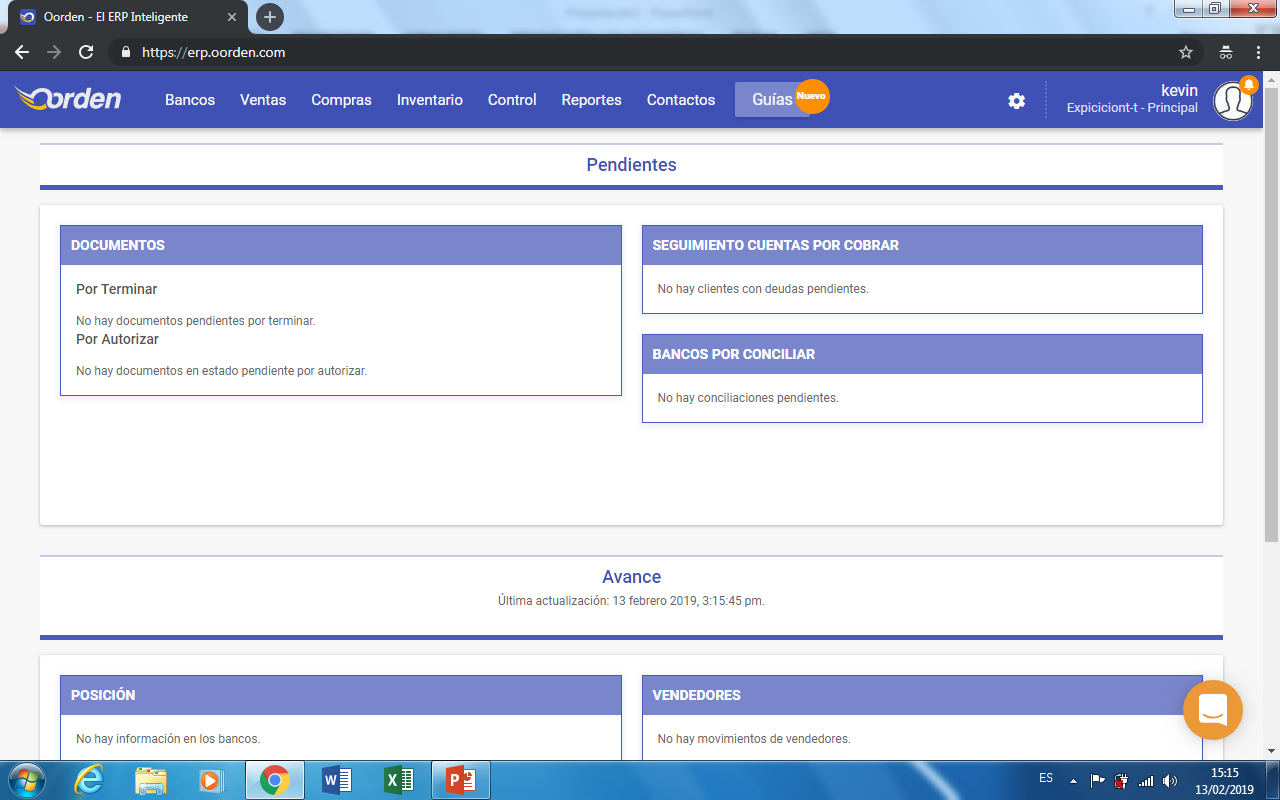 Oorden - El ERP Inteligente
https://erp.oorden.com
Oorden
Bancos
Ventas
Compras
Inventario
Control
Reportes
Contactos
Guías
Nuevo
kevin
Expiciciont-t - Principal
Pendientes
DOCUMENTOS
Por Terminar
No hay documentos pendientes por terminar.
Por Autorizar
No hay documentos en estado pendiente por autorizar.
SEGUIMIENTO CUENTAS POR COBRAR
No hay clientes con deudas pendientes.
BANCOS POR CONCILIAR
No hay conciliaciones pendientes.
Avance
Última actualización: 13 febrero 2019, 3:15:45 pm.
POSICIÓN
No hay información en los bancos.
VENDEDORES
No hay movimientos de vendedores.
ES
15:15
13/02/2019